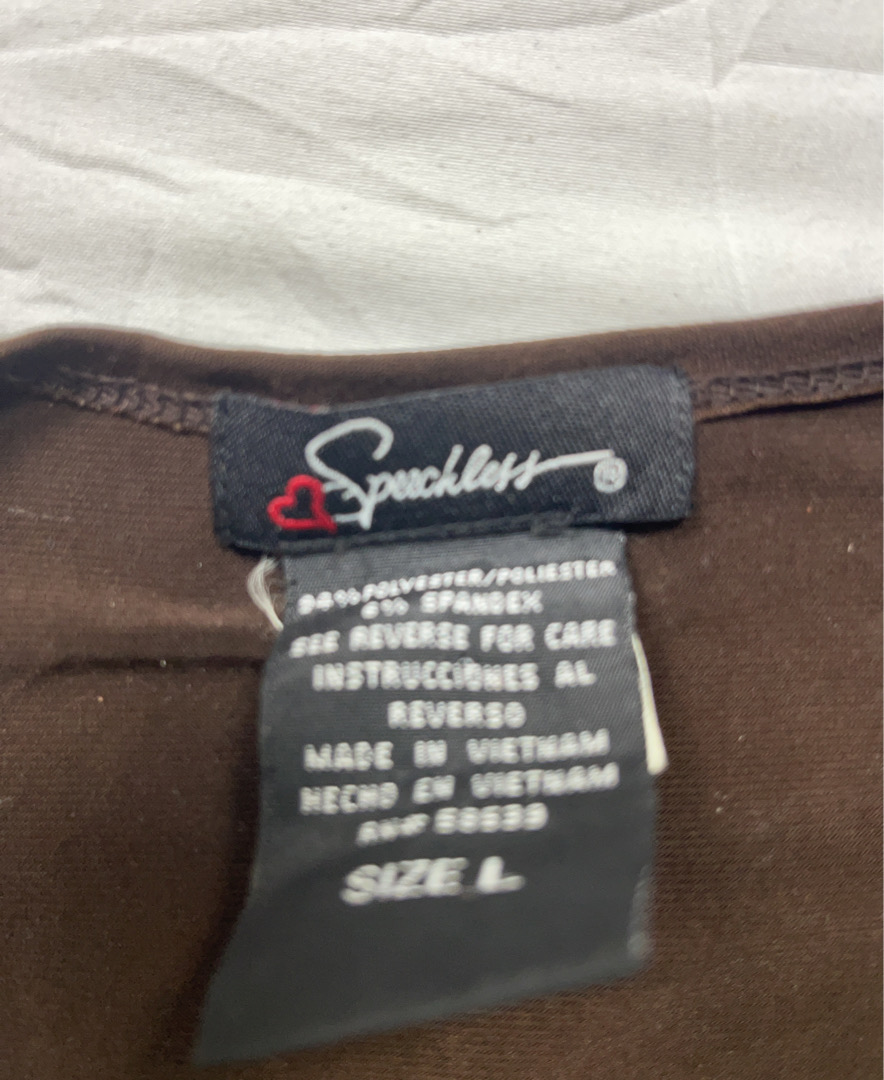 Speechless ®
94% POLYESTER/POLIESTER
6% SPANDEX
SEE REVERSE FOR CARE
INSTRUCCIONES AL
REVERSO
MADE IN VIETNAM
HECHO EN VIETNAM
SIZE L